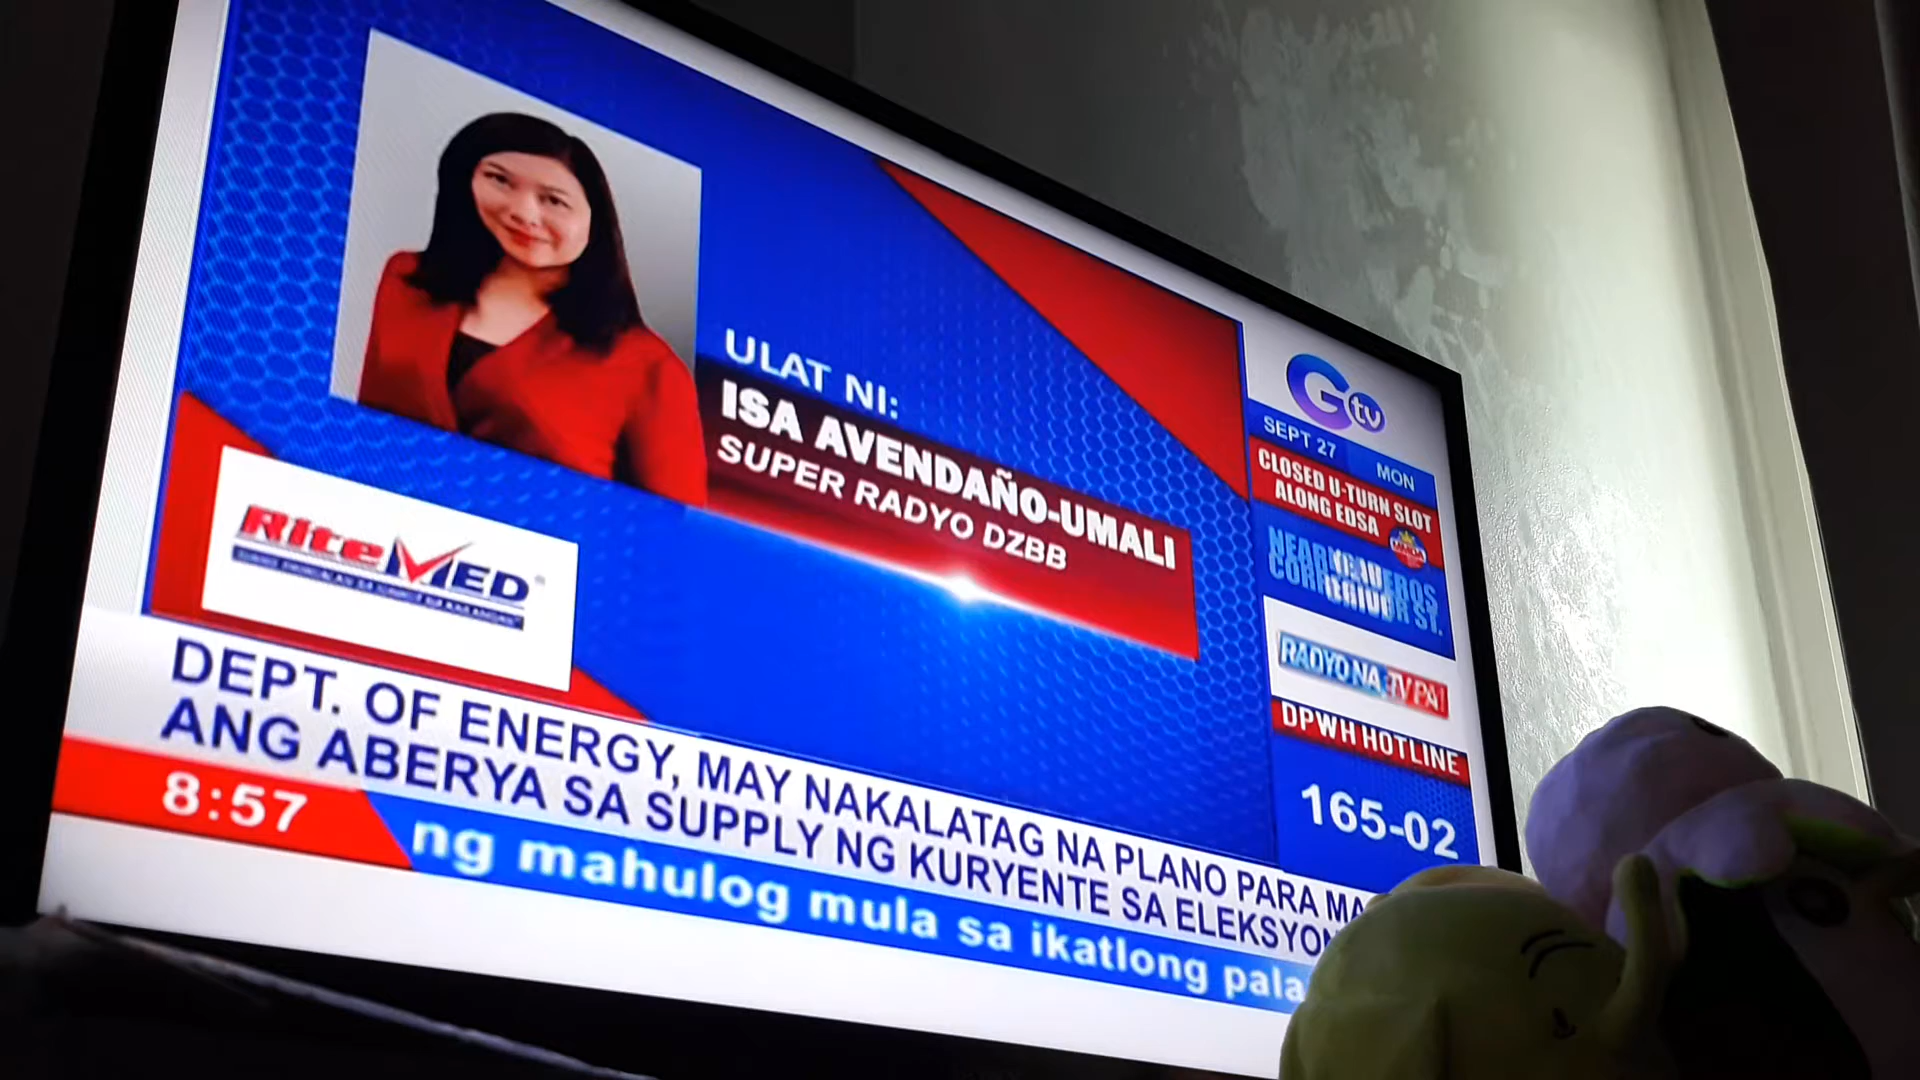 ULAT NI:
ISA AVENDAÑO-UMALI
SUPER RADYO DZBB
RiteMED
DEPT. OF ENERGY, MAY NAKALATAG NA PLANO PARA MA
ANG ABERYA SA SUPPLY NG KURYENTE SA ELEKSYON
8:57
ng mahulog mula sa ikatlong pala
Gtv
SEPT 27 MON
CLOSED U-TURN SLOT
ALONG EDSA
RADYO NA, TV PA!
DPWH HOTLINE
165-02